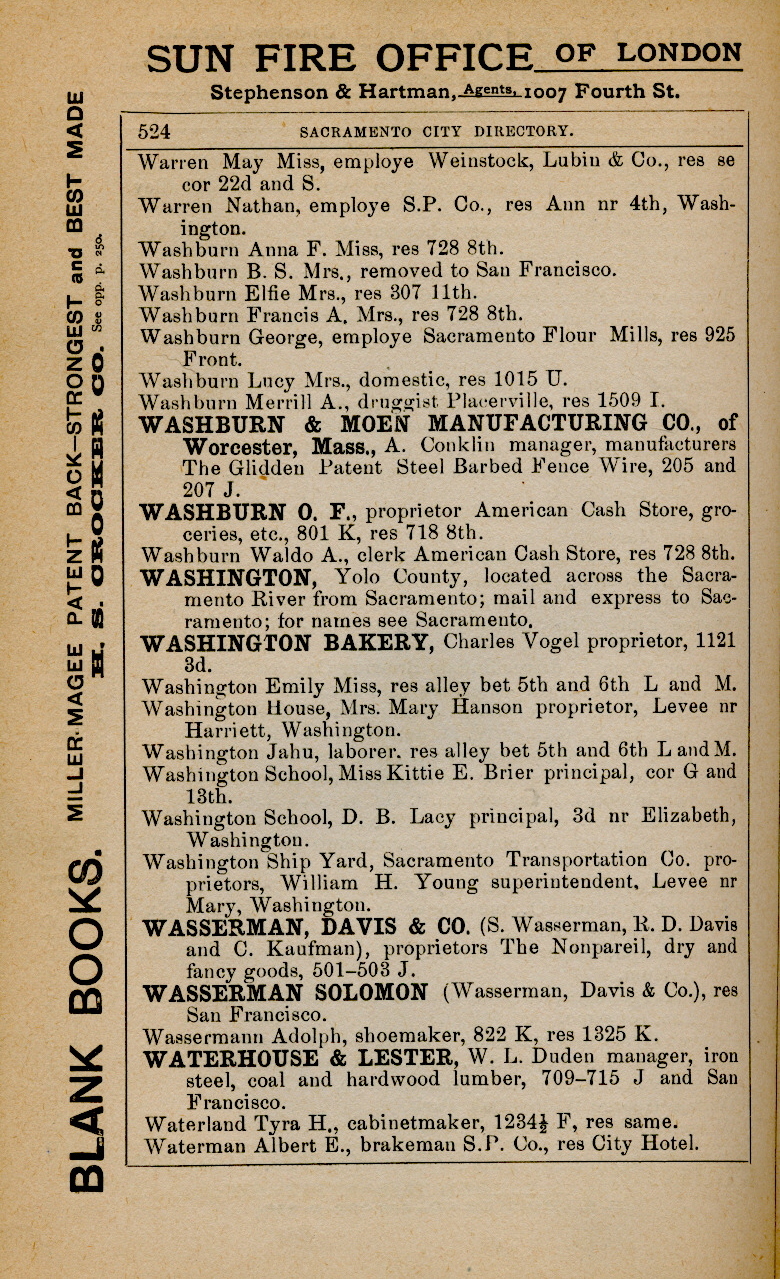 SUN FIRE OFFICE OF LONDON
Stephenson & Hartman, Agents, 1007 Fourth St.
524 SACRAMENTO CITY DIRECTORY.
Warren May Miss, employe Weinstock, Lubin & Co., res se
cor 22d and S.
Warren Nathan, employe S.P. Co., res Ann nr 4th, Wash-
ington.
Washburn Anna F. Miss, res 728 8th.
Washburn B. S. Mrs., removed to San Francisco.
Washburn Elfie Mrs., res 307 11th.
Washburn Francis A. Mrs., res 728 8th.
Washburn George, employe Sacramento Flour Mills, res 925
Front.
Washburn Lucy Mrs., domestic, res 1015 U.
Washburn Merrill A., druggist Placerville, res 1509 I.
WASHBURN & MOEN MANUFACTURING CO., of
Worcester, Mass., A. Conklin manager, manufacturers
The Glidden Patent Steel Barbed Fence Wire, 205 and
207 J.
WASHBURN O. F., proprietor American Cash Store, gro-
ceries, etc., 801 K, res 718 8th.
Washburn Waldo A., clerk American Cash Store, res 728 8th.
WASHINGTON, Yolo County, located across the Sacra-
mento River from Sacramento; mail and express to Sac-
ramento; for names see Sacramento.
WASHINGTON BAKERY, Charles Vogel proprietor, 1121
3d.
Washington Emily Miss, res alley bet 5th and 6th L and M.
Washington House, Mrs. Mary Hanson proprietor, Levee nr
Harriett, Washington.
Washington Jahu, laborer. res alley bet 5th and 6th L and M.
Washington School, Miss Kittie E. Brier principal, cor G and
13th.
Washington School, D. B. Lacy principal, 3d nr Elizabeth,
Washington.
Washington Ship Yard, Sacramento Transportation Co. pro-
prietors, William H. Young superintendent, Levee nr
Mary, Washington.
WASSERMAN, DAVIS & CO. (S. Wasserman, R. D. Davis
and C. Kaufman), proprietors The Nonpareil, dry and
fancy goods, 501–503 J.
WASSERMAN SOLOMON (Wasserman, Davis & Co.), res
San Francisco.
Wassermann Adolph, shoemaker, 822 K, res 1325 K.
WATERHOUSE & LESTER, W. L. Duden manager, iron
steel, coal and hardwood lumber, 709–715 J and San
Francisco.
Waterland Tyra H., cabinetmaker, 1234½ F, res same.
Waterman Albert E., brakeman S.P. Co., res City Hotel.
BLANK BOOKS. MILLER-MAGEE PATENT BACK—STRONGEST and BEST MADE
H. S. CROCKER CO. See opp. p. 250.